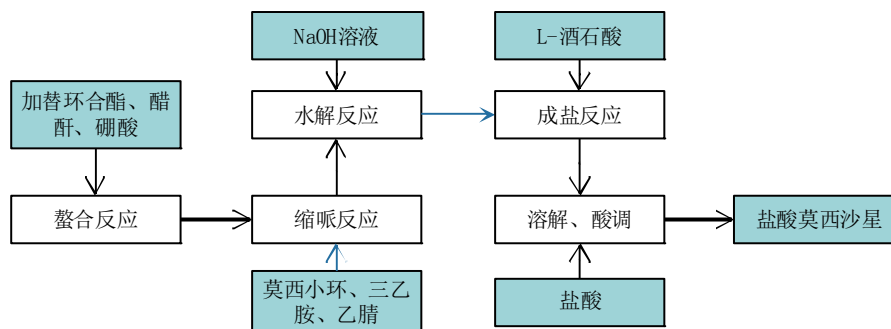 NaOH溶液
L-酒石酸
加替环合酯、醋
酐、硼酸
水解反应
成盐反应
螯合反应
缩哌反应
溶解、酸调
盐酸莫西沙星
莫西小环、三乙
胺、乙腈
盐酸